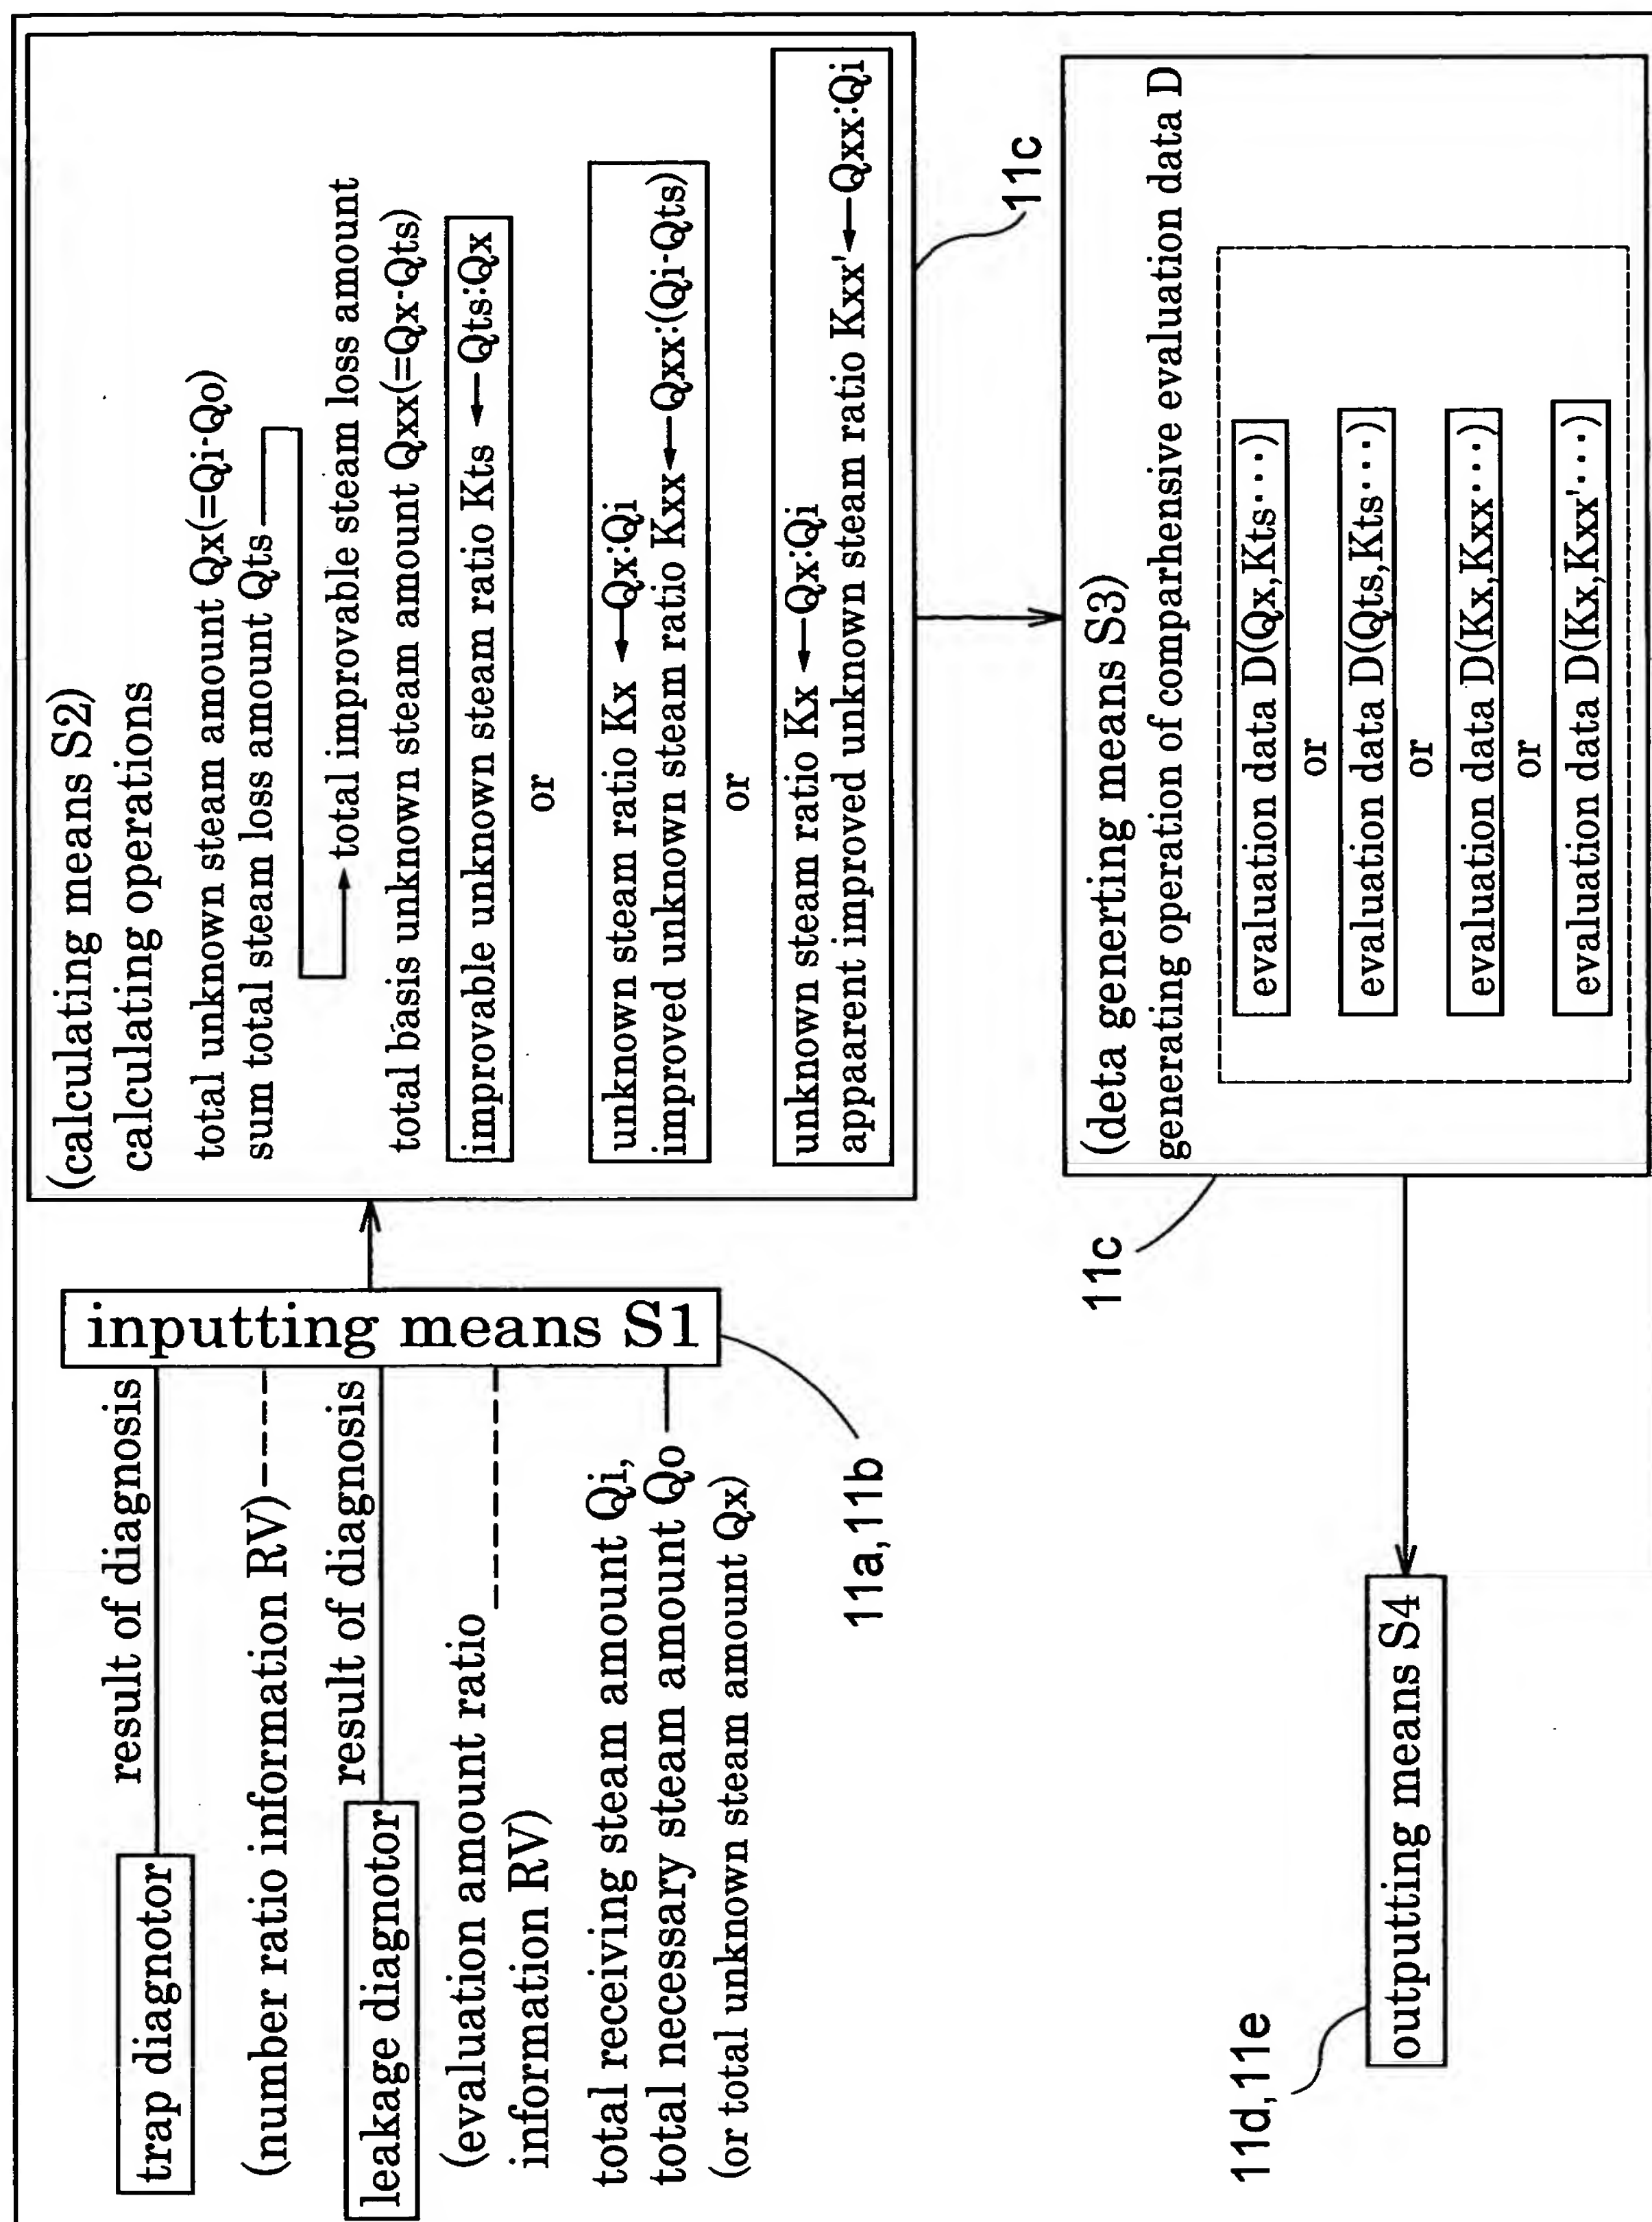 trap diagnotor
result of diagnosis
(number ratio information RV)
leakage diagnotor
result of diagnosis
(evaluation amount ratio
information RV)
total receiving steam amount Qi,
total necessary steam amount Qo
(or total unknown steam amount Qx)
inputting means S1
11a,11b
(calculating means S2)
calculating operations
total unknown steam amount Qx(=Qi-Qo)
sum total steam loss amount Qts
total improvable steam loss amount
total basis unknown steam amount Qxx(=Qx-Qts)
improvable unknown steam ratio Kts ← Qts:Qx
or
unknown steam ratio Kx ←Qx:Qi
improved unknown steam ratio Kxx←Qxx:(Qi-Qts)
or
unknown steam ratio Kx ←Qx:Qi
appaarent improved unknown steam ratio Kxx'←Qxx:Qi
11c
(deta generting means S3)
generating operation of comparhensive evaluation data D
evaluation data D(Qx,Kts···)
or
evaluation data D(Qts,Kts···)
or
evaluation data D(Kx,Kxx···)
or
evaluation data D(Kx,Kxx'···)
11c
outputting means S4
11d,11e